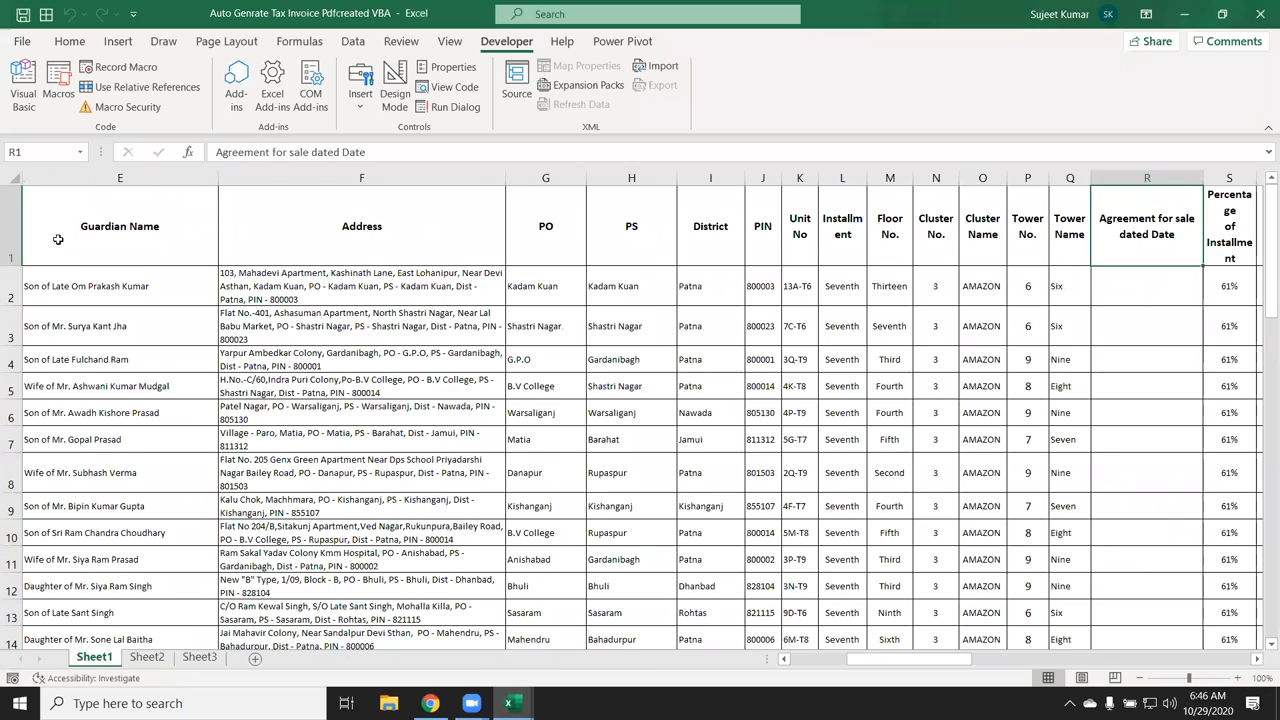 Auto Genrate Tax Invoice Pdfcreated VBA - Excel
Search
Sujeet Kumar
SK
File Home Insert Draw Page Layout Formulas Data Review View Developer Help Power Pivot
Share
Comments
Visual Basic
Macros
Record Macro
Use Relative References
Macro Security
Code
Add-ins
Excel Add-ins
COM Add-ins
Add-ins
Insert
Design Mode
Properties
View Code
Run Dialog
Controls
Source
Map Properties
Expansion Packs
Refresh Data
Import
Export
XML
R1
fx
Agreement for sale dated Date
E F G H I J K L M N O P Q R S
1 Guardian Name Address PO PS District PIN Unit No Installment Floor No. Cluster No. Cluster Name Tower No. Tower Name Agreement for sale dated Date Percentage of Installment
2 Son of Late Om Prakash Kumar 103, Mahadevi Apartment, Kashinath Lane, East Lohanipur, Near Devi Asthan, Kadam Kuan, PO - Kadam Kuan, PS - Kadam Kuan, Dist - Patna, PIN - 800003 Kadam Kuan Kadam Kuan Patna 800003 13A-T6 Seventh Thirteen 3 AMAZON 6 Six 61%
3 Son of Mr. Surya Kant Jha Flat No.-401, Ashasuman Apartment, North Shastri Nagar, Near Lal Babu Market, PO - Shastri Nagar, PS - Shastri Nagar, Dist - Patna, PIN - 800023 Shastri Nagar Shastri Nagar Patna 800023 7C-T6 Seventh Seventh 3 AMAZON 6 Six 61%
4 Son of Late Fulchand Ram Yarpur Ambedkar Colony, Gardanibagh, PO - G.P.O, PS - Gardanibagh, Dist - Patna, PIN - 800001 G.P.O Gardanibagh Patna 800001 3Q-T9 Seventh Third 3 AMAZON 9 Nine 61%
5 Wife of Mr. Ashwani Kumar Mudgal H.No.-C/60,Indra Puri Colony,Po-B.V College, PO - B.V College, PS - Shastri Nagar, Dist - Patna, PIN - 800014 B.V College Shastri Nagar Patna 800014 4K-T8 Seventh Fourth 3 AMAZON 8 Eight 61%
6 Son of Mr. Awadh Kishore Prasad Patel Nagar, PO - Warsaliganj, PS - Warsaliganj, Dist - Nawada, PIN - 805130 Warsaliganj Warsaliganj Nawada 805130 4P-T9 Seventh Fourth 3 AMAZON 9 Nine 61%
7 Son of Mr. Gopal Prasad Village - Paro, Matia, PO - Matia, PS - Barahat, Dist - Jamui, PIN - 811312 Matia Barahat Jamui 811312 5G-T7 Seventh Fifth 3 AMAZON 7 Seven 61%
8 Wife of Mr. Subhash Verma Flat No. 205 Genx Green Apartment Near Dps School Priyadarshi Nagar Bailey Road, PO - Danapur, PS - Rupaspur, Dist - Patna, PIN - 801503 Danapur Rupaspur Patna 801503 2Q-T9 Seventh Second 3 AMAZON 9 Nine 61%
9 Son of Mr. Bipin Kumar Gupta Kalu Chok, Machhmara, PO - Kishanganj, PS - Kishanganj, Dist - Kishanganj, PIN - 855107 Kishanganj Kishanganj Kishanganj 855107 4F-T7 Seventh Fourth 3 AMAZON 7 Seven 61%
10 Son of Sri Ram Chandra Choudhary Flat No 204/B,Sitakunj Apartment,Ved Nagar,Rukunpura,Bailey Road, PO - B.V College, PS - Rupaspur, Dist - Patna, PIN - 800014 B.V College Rupaspur Patna 800014 5M-T8 Seventh Fifth 3 AMAZON 8 Eight 61%
11 Wife of Mr. Siya Ram Prasad Ram Sakal Yadav Colony Kmm Hospital, PO - Anishabad, PS - Gardanibagh, Dist - Patna, PIN - 800002 Anishabad Gardanibagh Patna 800002 3P-T9 Seventh Third 3 AMAZON 9 Nine 61%
12 Daughter of Mr. Siya Ram Singh New "B" Type, 1/09, Block - B, PO - Bhuli, PS - Bhuli, Dist - Dhanbad, PIN - 828104 Bhuli Bhuli Dhanbad 828104 3N-T9 Seventh Third 3 AMAZON 9 Nine 61%
13 Son of Late Sant Singh C/O Ram Kewal Singh, S/O Late Sant Singh, Mohalla Killa, PO - Sasaram, PS - Sasaram, Dist - Rohtas, PIN - 821115 Sasaram Sasaram Rohtas 821115 9D-T6 Seventh Ninth 3 AMAZON 6 Six 61%
14 Daughter of Mr. Sone Lal Baitha Jai Mahavir Colony, Near Sandalpur Devi Sthan, PO - Mahendru, PS - Bahadurpur, Dist - Patna, PIN - 800006 Mahendru Bahadurpur Patna 800006 6M-T8 Seventh Sixth 3 AMAZON 8 Eight 61%
Sheet1 Sheet2 Sheet3
Accessibility: Investigate
100%
Type here to search
6:46 AM
10/29/2020